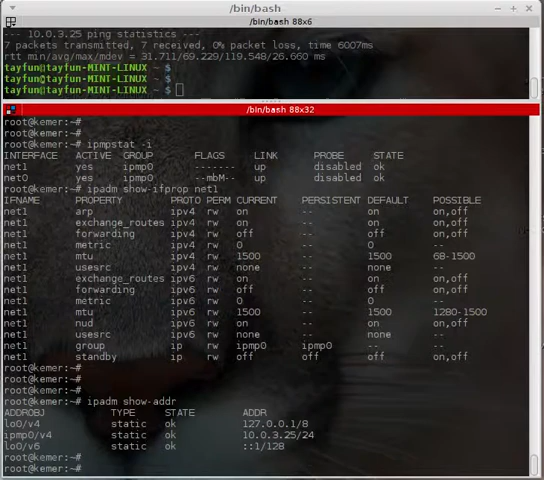 /bin/bash
/bin/bash 88x6
--- 10.0.3.25 ping statistics ---
7 packets transmitted, 7 received, 0% packet loss, time 6007ms
rtt min/avg/max/mdev = 31.711/69.229/119.548/26.660 ms
tayfun@tayfun-MINT-LINUX ~ $
tayfun@tayfun-MINT-LINUX ~ $
tayfun@tayfun-MINT-LINUX ~ $
/bin/bash 88x32
root@kemer:~#
root@kemer:~#
root@kemer:~# ipmpstat -i
INTERFACE ACTIVE GROUP FLAGS LINK PROBE STATE
net1 yes ipmp0 ------- up disabled ok
net0 yes ipmp0 --mbM-- up disabled ok
root@kemer:~# ipadm show-ifprop net1
IFNAME PROPERTY PROTO PERM CURRENT PERSISTENT DEFAULT POSSIBLE
net1 arp ipv4 rw on -- on on,off
net1 exchange_routes ipv4 rw on -- on on,off
net1 forwarding ipv4 rw off -- off on,off
net1 metric ipv4 rw 0 -- 0 --
net1 mtu ipv4 rw 1500 -- 1500 68-1500
net1 usesrc ipv4 rw none -- none --
net1 exchange_routes ipv6 rw on -- on on,off
net1 forwarding ipv6 rw off -- off on,off
net1 metric ipv6 rw 0 -- 0 --
net1 mtu ipv6 rw 1500 -- 1500 1280-1500
net1 nud ipv6 rw on -- on on,off
net1 usesrc ipv6 rw none -- none --
net1 group ip rw ipmp0 ipmp0 -- --
net1 standby ip rw off off off on,off
root@kemer:~#
root@kemer:~#
root@kemer:~#
root@kemer:~# ipadm show-addr
ADDROBJ TYPE STATE ADDR
lo0/v4 static ok 127.0.0.1/8
ipmp0/v4 static ok 10.0.3.25/24
lo0/v6 static ok ::1/128
root@kemer:~#
root@kemer:~#